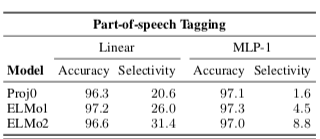 Part-of-speech Tagging
Linear MLP-1
Model Accuracy Selectivity Accuracy Selectivity
Proj0 96.3 20.6 97.1 1.6
ELMo1 97.2 26.0 97.3 4.5
ELMo2 96.6 31.4 97.0 8.8